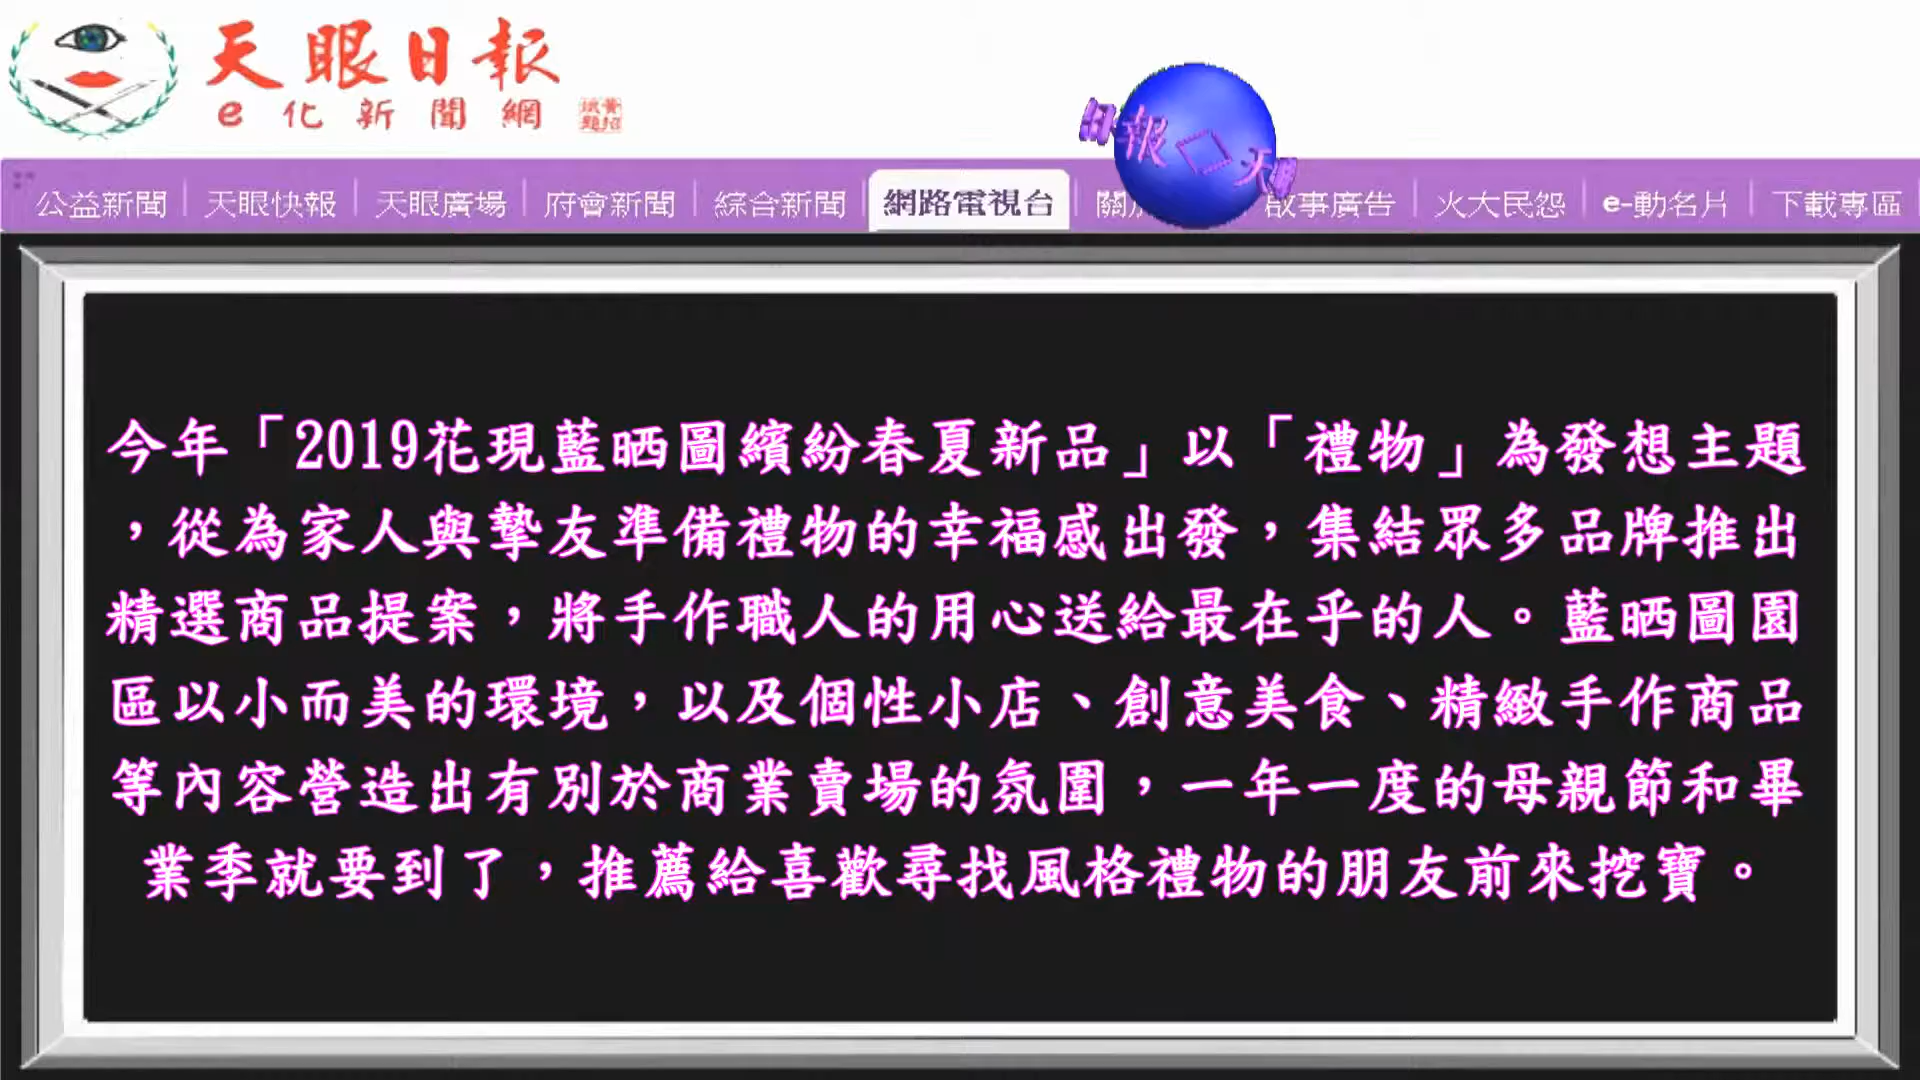 天眼日報
e化新聞網
日報 天
公益新聞 天眼快報 天眼廣場 府會新聞 綜合新聞 網路電視台 關 啟事廣告 火大民怨 e-動名片 下載專區
今年「2019花現藍晒圖繽紛春夏新品」以「禮物」為發想主題
，從為家人與摯友準備禮物的幸福感出發，集結眾多品牌推出
精選商品提案，將手作職人的用心送給最在乎的人。藍晒圖園
區以小而美的環境，以及個性小店、創意美食、精緻手作商品
等內容營造出有別於商業賣場的氛圍，一年一度的母親節和畢
業季就要到了，推薦給喜歡尋找風格禮物的朋友前來挖寶。